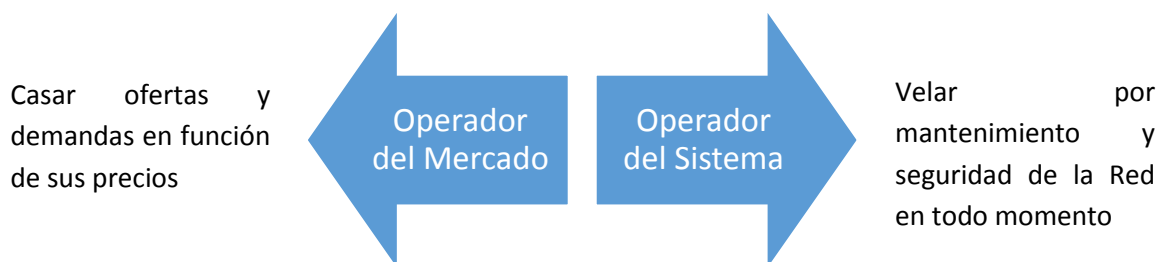 Casar ofertas y
demandas en función
de sus precios
Operador
del Mercado
Operador
del Sistema
Velar por
mantenimiento y
seguridad de la Red
en todo momento